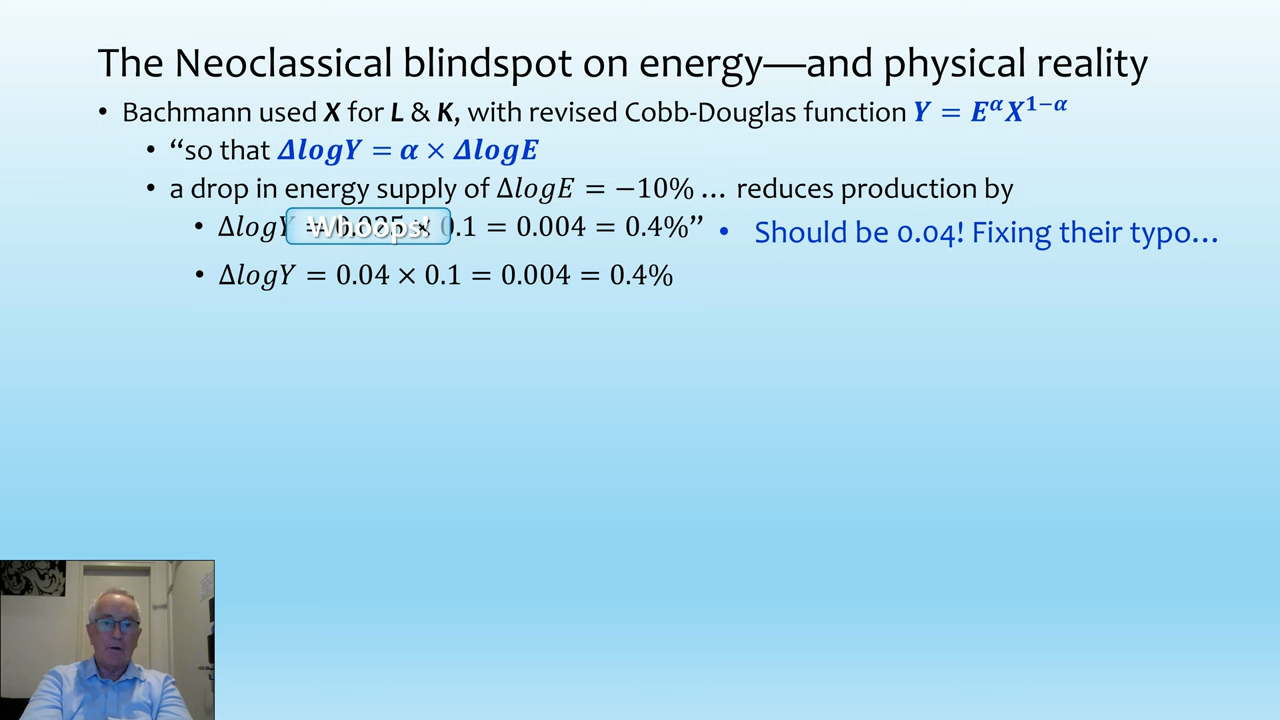 The Neoclassical blindspot on energy—and physical reality
• Bachmann used X for L & K, with revised Cobb-Douglas function Y = E^α X^{1−α}
• “so that ΔlogY = α × ΔlogE
• a drop in energy supply of ΔlogE = −10% … reduces production by
• ΔlogY = 0.025 × 0.1 = 0.004 = 0.4%” • Should be 0.04! Fixing their typo…
Whoops!
• ΔlogY = 0.04 × 0.1 = 0.004 = 0.4%